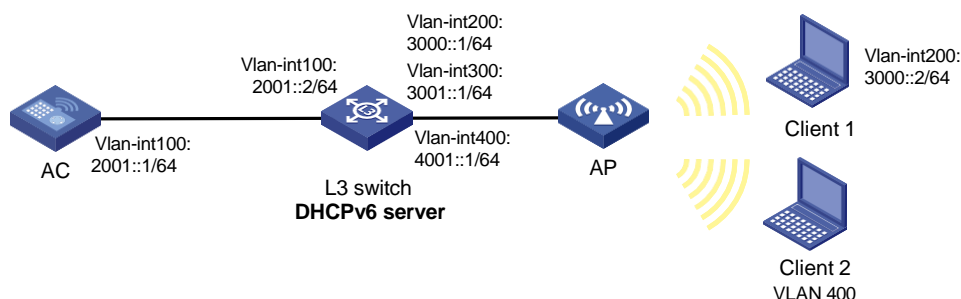 Vlan-int200:
3000::1/64
Vlan-int100:
2001::2/64
Vlan-int300:
3001::1/64
Vlan-int200:
3000::2/64
L3
Vlan-int100:
2001::1/64
Vlan-int400:
4001::1/64
AC
AP
Client 1
L3 switch
DHCPv6 server
Client 2
VLAN 400